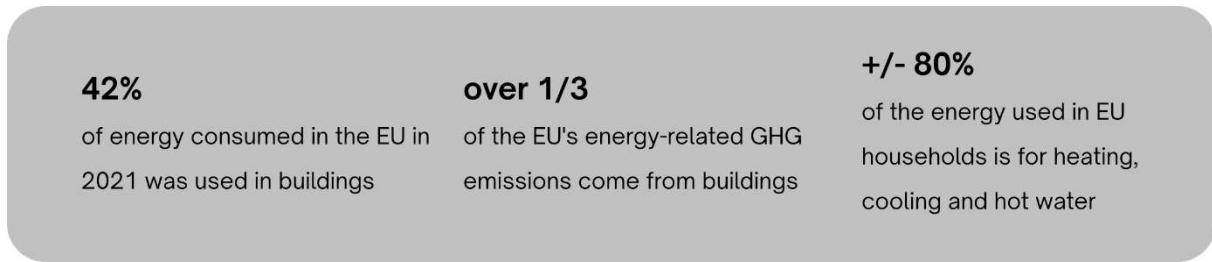 42%
of energy consumed in the EU in
2021 was used in buildings
over 1/3
of the EU's energy-related GHG
emissions come from buildings
+/- 80%
of the energy used in EU
households is for heating,
cooling and hot water